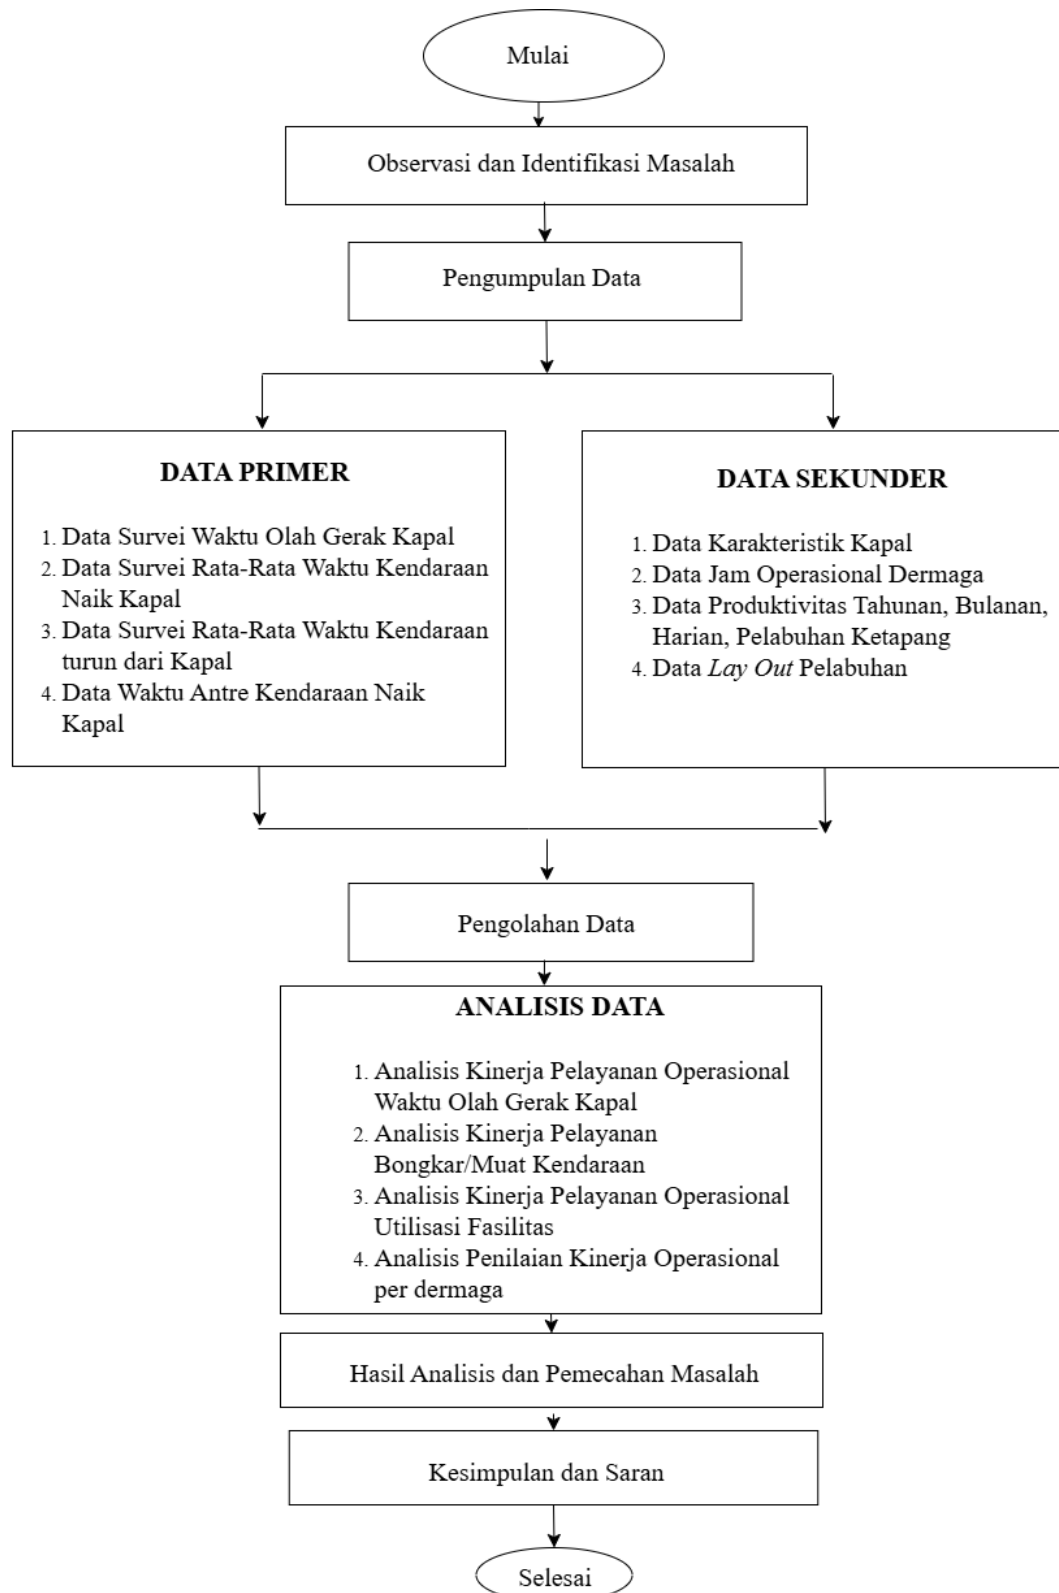 Mulai
Observasi dan Identifikasi Masalah
Pengumpulan Data
DATA PRIMER
1. Data Survei Waktu Olah Gerak Kapal
2. Data Survei Rata-Rata Waktu Kendaraan
Naik Kapal
3. Data Survei Rata-Rata Waktu Kendaraan
turun dari Kapal
4. Data Waktu Antre Kendaraan Naik
Kapal
DATA SEKUNDER
1. Data Karakteristik Kapal
2. Data Jam Operasional Dermaga
3. Data Produktivitas Tahunan, Bulanan,
Harian, Pelabuhan Ketapang
4. Data Lay Out Pelabuhan
Pengolahan Data
ANALISIS DATA
1. Analisis Kinerja Pelayanan Operasional
Waktu Olah Gerak Kapal
2. Analisis Kinerja Pelayanan
Bongkar/Muat Kendaraan
3. Analisis Kinerja Pelayanan Operasional
Utilisasi Fasilitas
4. Analisis Penilaian Kinerja Operasional
per dermaga
Hasil Analisis dan Pemecahan Masalah
Kesimpulan dan Saran
Selesai